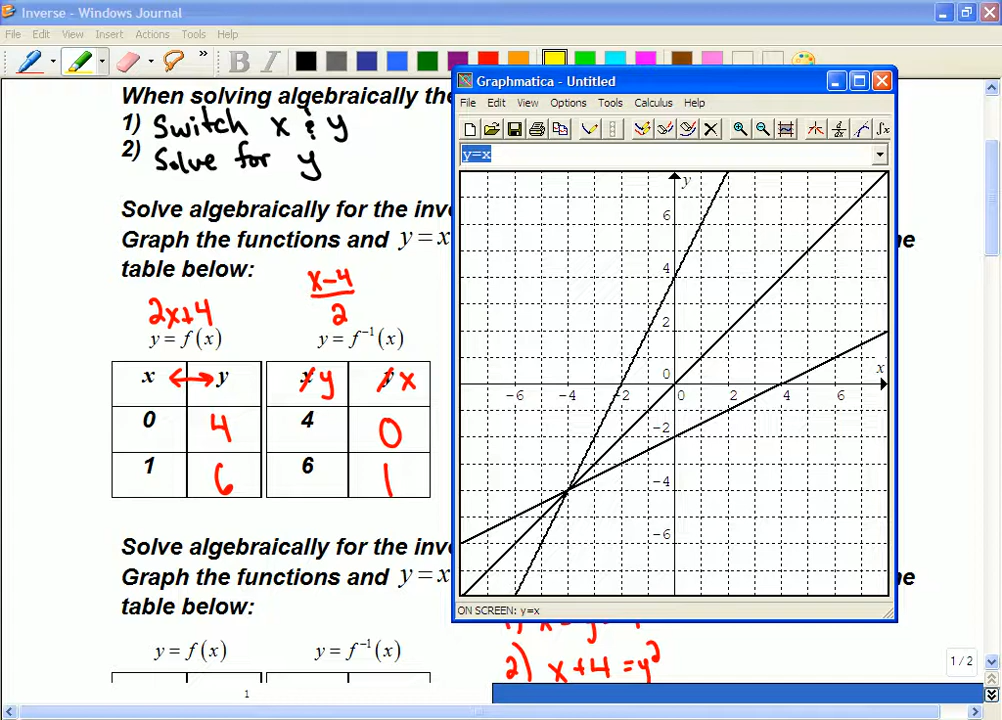 Inverse - Windows Journal
File Edit View Insert Actions Tools Help
B I
When solving algebraically the
1) Switch x & y
2) Solve for y
Solve algebraically for the inve
Graph the functions and y = x
table below:
2x+4
x-4
2
y = f(x)
y = f⁻¹(x)
x y x y y x
0 4 4 0
1 6 6 1
Solve algebraically for the inve
Graph the functions and y = x
table below:
y = f(x) y = f⁻¹(x)
he
he
2) x+4 = y²
1
1 / 2
Graphmatica - Untitled
File Edit View Options Tools Calculus Help
y=x
y
6
4
2
0
x
-6 -4 -2 0 2 4 6
-2
-4
-6
ON SCREEN: y=x